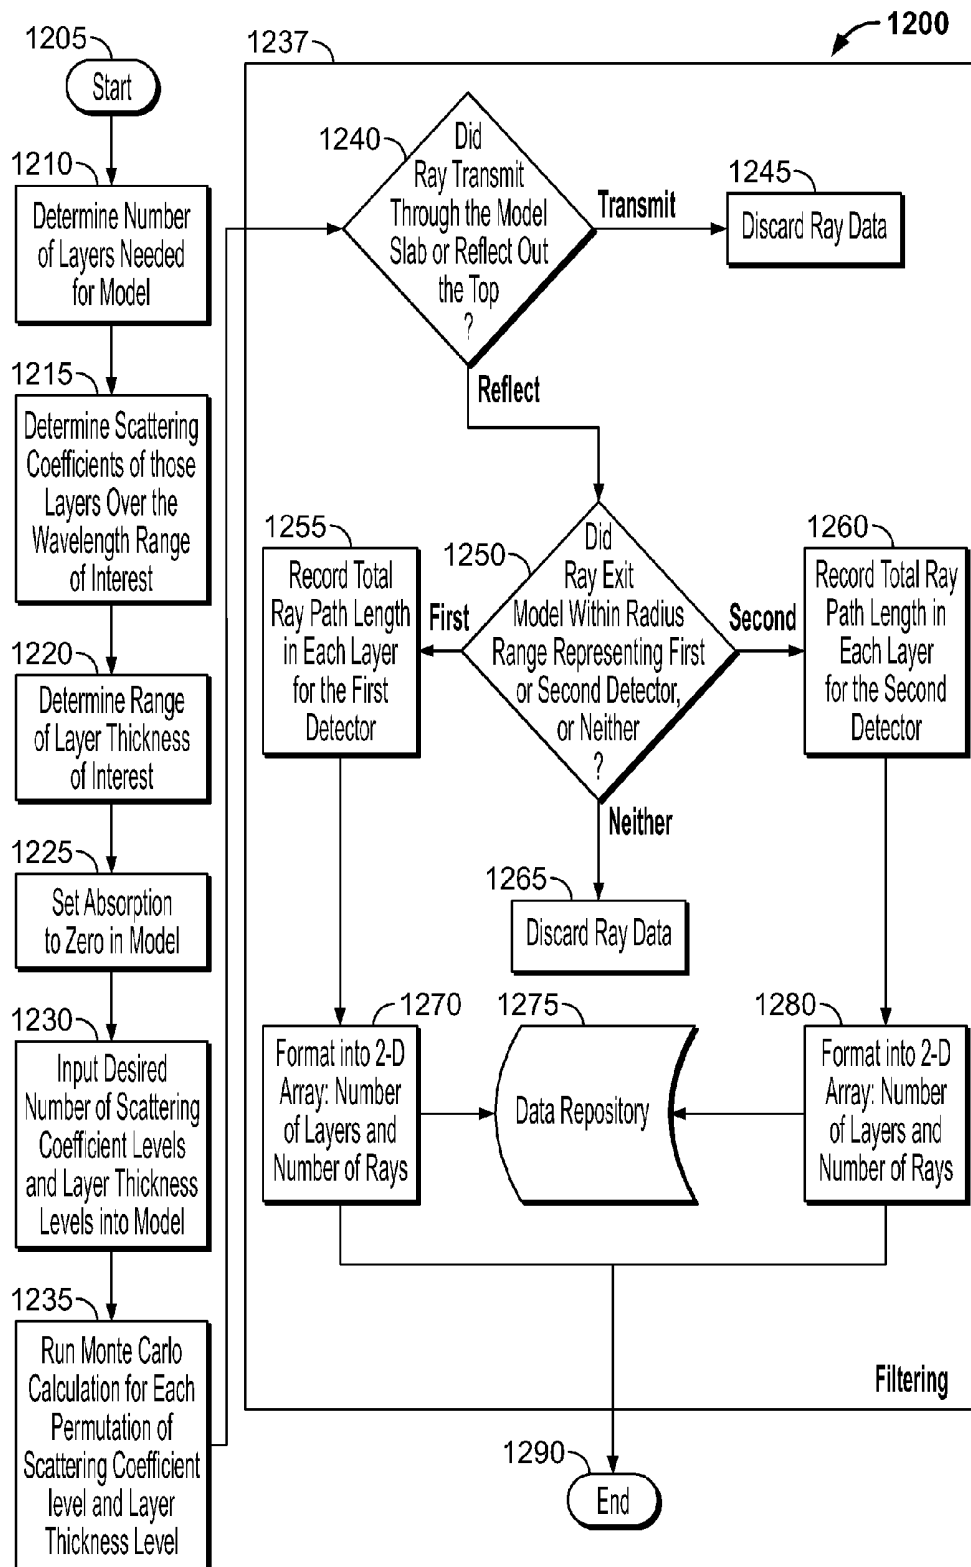 1200
1205
Start
1210
Determine Number
of Layers Needed
for Model
1215
Determine Scattering
Coefficients of those
Layers Over the
Wavelength Range
of Interest
1220
Determine Range
of Layer Thickness
of Interest
1225
Set Absorption
to Zero in Model
1230
Input Desired
Number of Scattering
Coefficient Levels
and Layer Thickness
Levels into Model
1235
Run Monte Carlo
Calculation for Each
Permutation of
Scattering Coefficient
level and Layer
Thickness Level
1237
1240
Did
Ray Transmit
Through the Model
Slab or Reflect Out
the Top
?
Transmit
1245
Discard Ray Data
Reflect
1250
Did
Ray Exit
Model Within Radius
Range Representing First
or Second Detector,
or Neither
?
First
1255
Record Total
Ray Path Length
in Each Layer
for the First
Detector
Second
1260
Record Total Ray
Path Length in
Each Layer
for the Second
Detector
Neither
1265
Discard Ray Data
1270
Format into 2-D
Array: Number
of Layers and
Number of Rays
1275
Data Repository
1280
Format into 2-D
Array: Number
of Layers and
Number of Rays
Filtering
1290
End